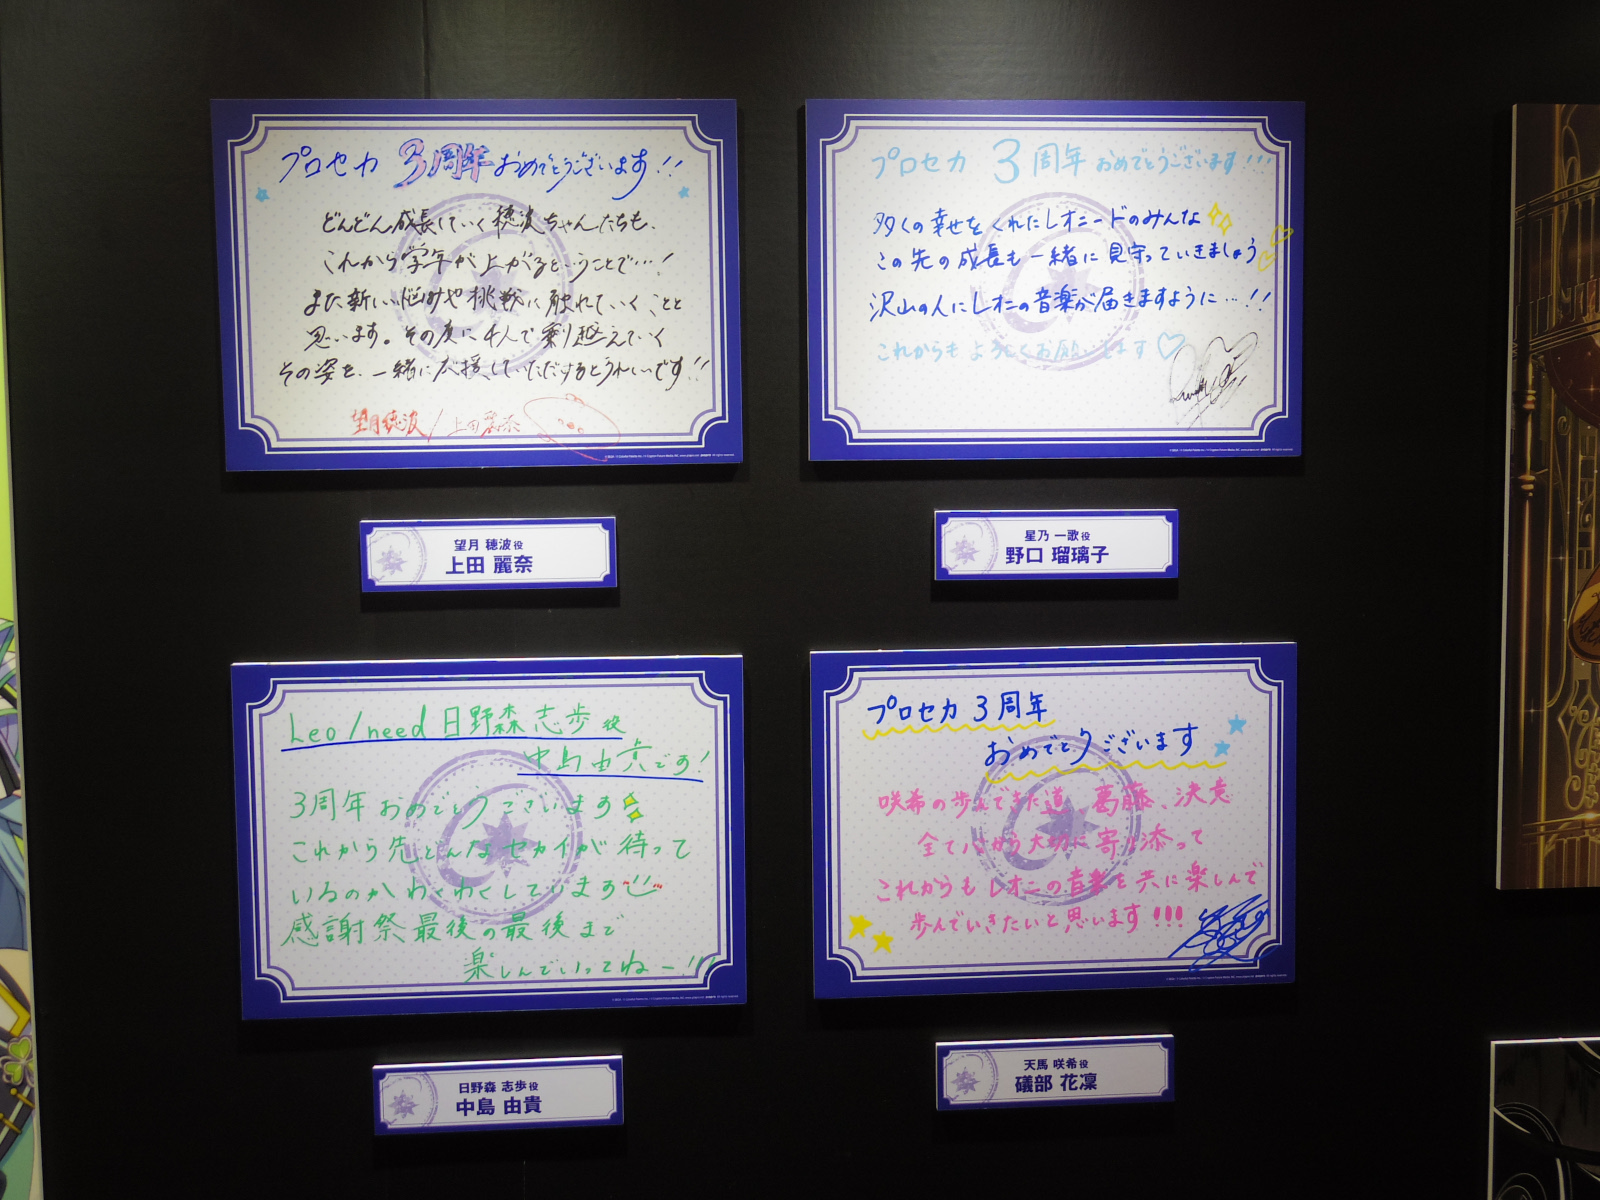 プロセカ 3周年 おめでとうございます!!
どんどん成長していく穂波ちゃんたちも、
これから学年が上がるということで…!
また新しい悩みや挑戦に触れていくことと
思います。その度に4人で乗り越えていく
その姿を、一緒に応援していただけるとうれしいです!!
望月穂波/上田麗奈
望月 穂波役
上田 麗奈
プロセカ 3周年 おめでとうございます!!!
多くの幸せをくれたレオニードのみんな
この先の成長も一緒に見守っていきましょう
沢山の人にレオニの音楽が届きますように…!!
これからもよろしくお願いします♡
星乃 一歌役
野口 瑠璃子
Leo/need 日野森志歩役
中島由貴です!
3周年おめでとうございます
これから先どんなセカイが待って
いるのかわくわくしています
感謝祭最後の最後まで
楽しんでいってねー!!!
日野森 志歩役
中島 由貴
プロセカ 3周年
おめでとうございます
咲希の歩んできた道、葛藤、決意
全て心から大切に寄り添って
これからもレオニの音楽を共に楽しんで
歩んでいきたいと思います!!!
天馬 咲希役
礒部 花凜